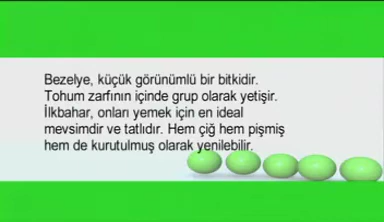 Bezelye, küçük görünümlü bir bitkidir.
Tohum zarfının içinde grup olarak yetişir.
İlkbahar, onları yemek için en ideal
mevsimdir ve tatlıdır. Hem çiğ hem pişmiş
hem de kurutulmuş olarak yenilebilir.